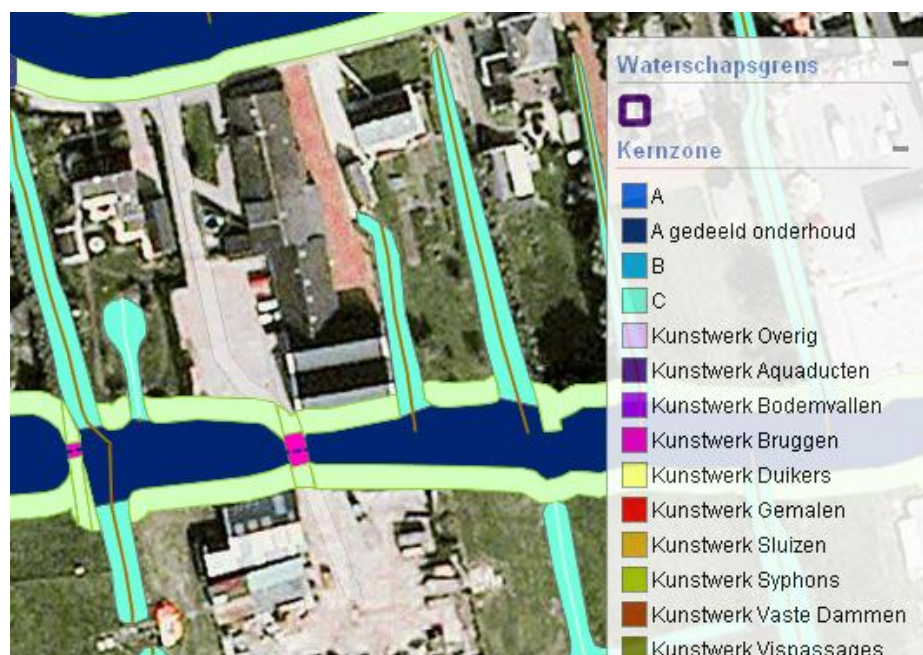 Waterschapsgrens
Kernzone
A
A gedeeld onderhoud
B
C
Kunstwerk Overig
Kunstwerk Aquaducten
Kunstwerk Bodemvallen
Kunstwerk Bruggen
Kunstwerk Duikers
Kunstwerk Gemalen
Kunstwerk Sluizen
Kunstwerk Syphons
Kunstwerk Vaste Dammen
Kunstwerk Vispassages